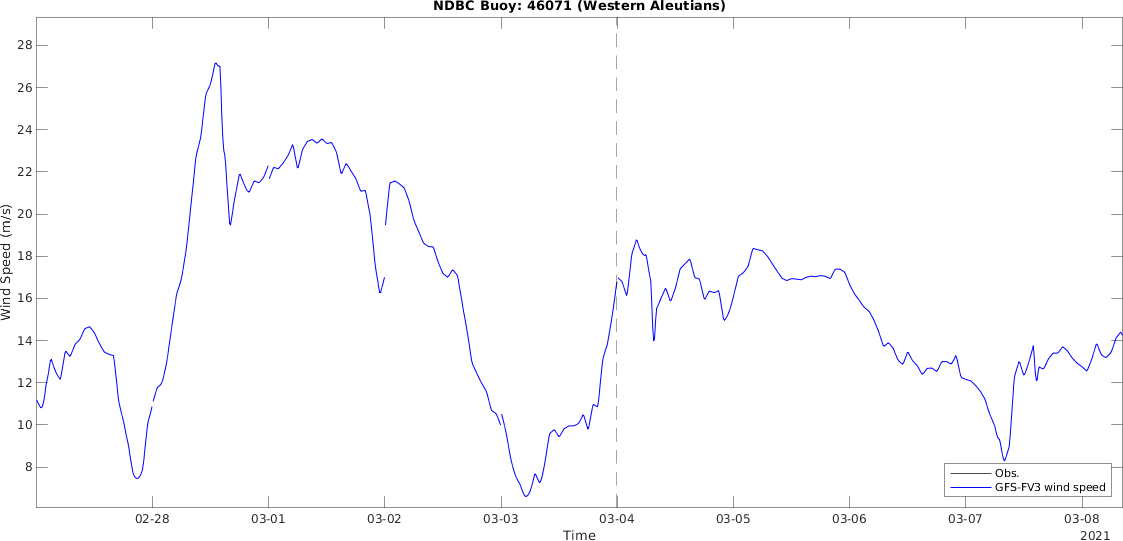 NDBC Buoy: 46071 (Western Aleutians)
28
26
24
22
20
18
16
14
12
10
8
Wind Speed (m/s)
Obs.
GFS-FV3 wind speed
02-28 03-01 03-02 03-03 03-04 03-05 03-06 03-07 03-08
Time
2021